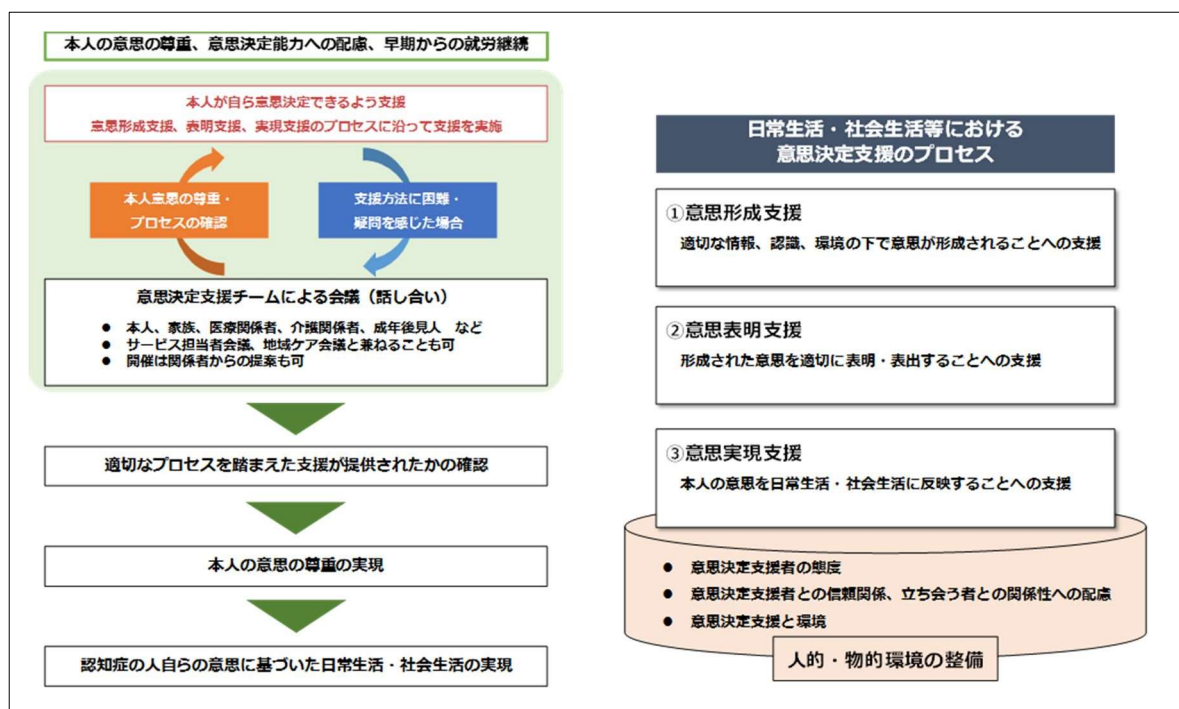 本人の意思の尊重、意思決定能力への配慮、早期からの就労継続
本人が自ら意思決定できるよう支援
意思形成支援、表明支援、実現支援のプロセスに沿って支援を実施
本人意思の尊重・
プロセスの確認
支援方法に困難・
疑問を感じた場合
意思決定支援チームによる会議（話し合い）
● 本人、家族、医療関係者、介護関係者、成年後見人 など
● サービス担当者会議、地域ケア会議と兼ねることも可
● 開催は関係者からの提案も可
適切なプロセスを踏まえた支援が提供されたかの確認
本人の意思の尊重の実現
認知症の人自らの意思に基づいた日常生活・社会生活の実現
日常生活・社会生活等における
意思決定支援のプロセス
①意思形成支援
適切な情報、認識、環境の下で意思が形成されることへの支援
②意思表明支援
形成された意思を適切に表明・表出することへの支援
③意思実現支援
本人の意思を日常生活・社会生活に反映することへの支援
● 意思決定支援者の態度
● 意思決定支援者との信頼関係、立ち会う者との関係性への配慮
● 意思決定支援と環境
人的・物的環境の整備